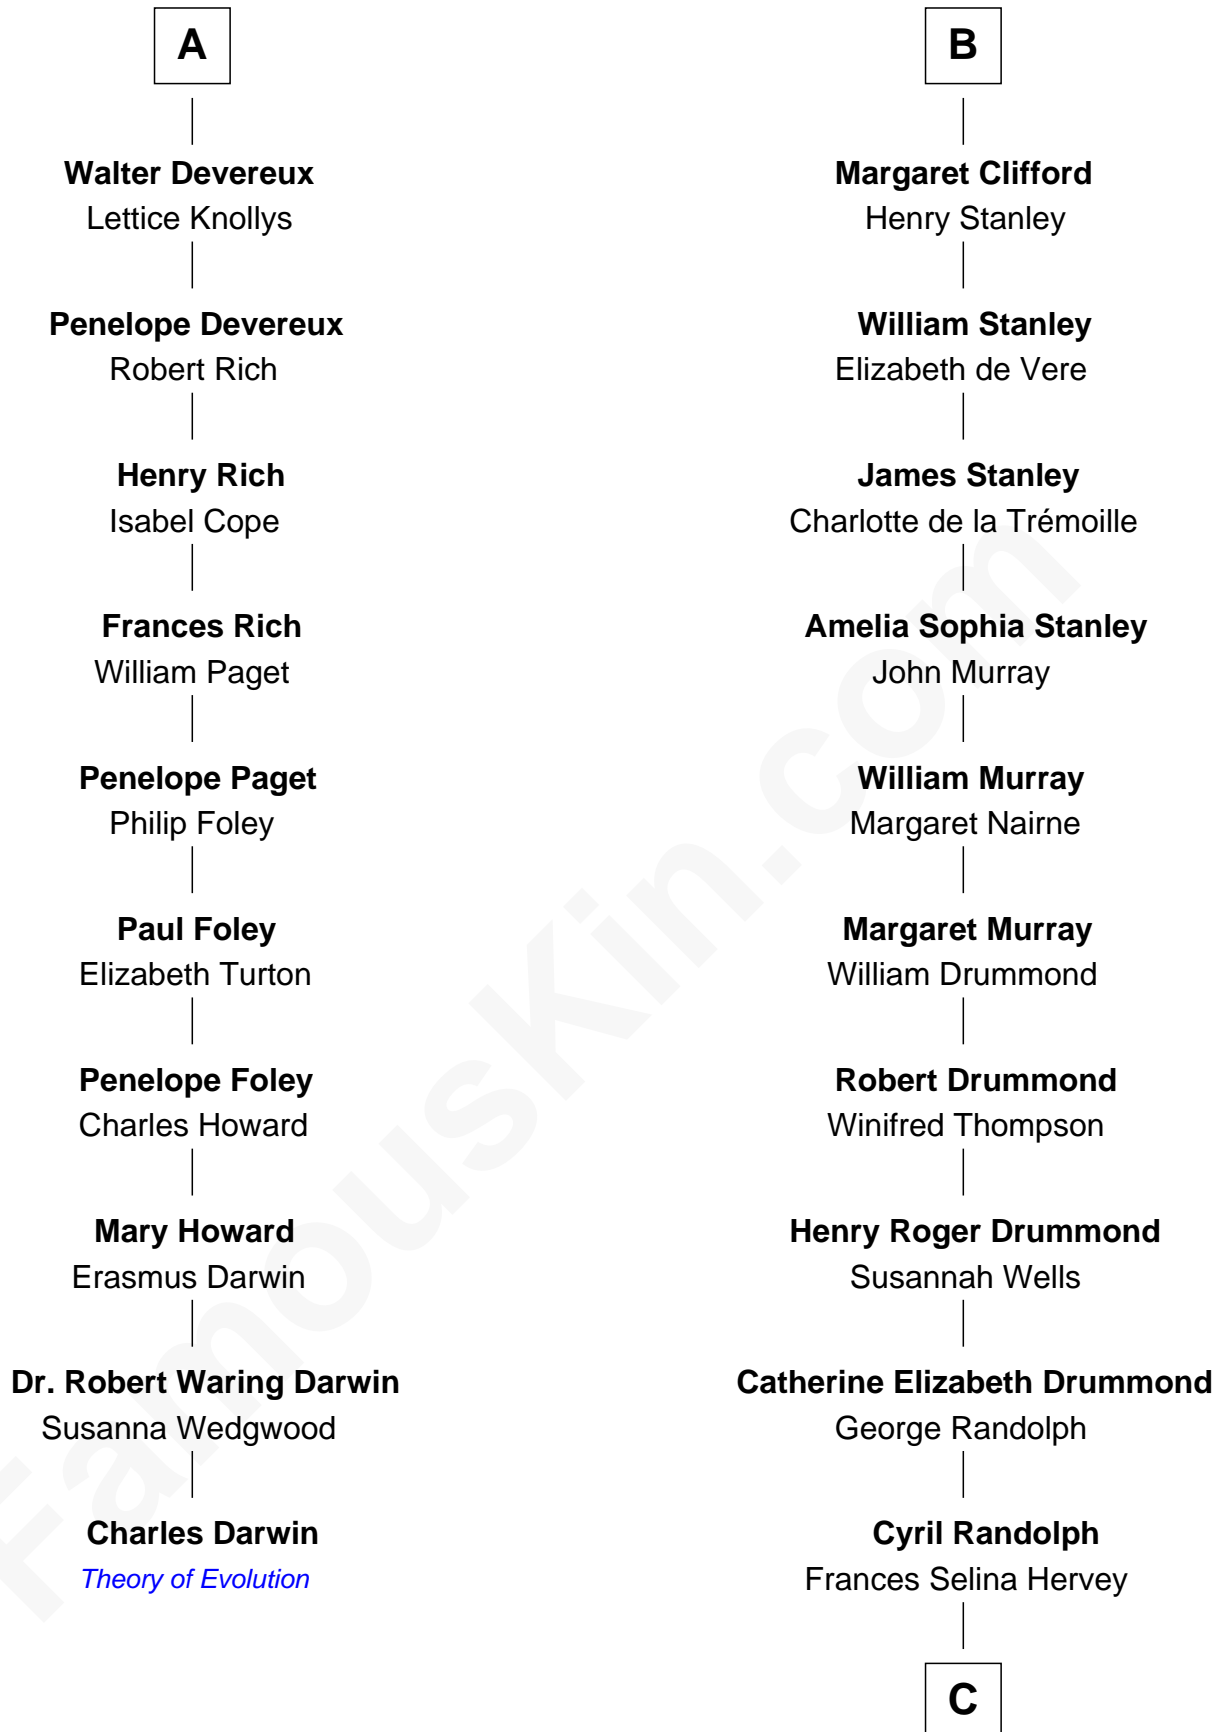 A
Walter Devereux
Lettice Knollys
Penelope Devereux
Robert Rich
Henry Rich
Isabel Cope
Frances Rich
William Paget
Penelope Paget
Philip Foley
Paul Foley
Elizabeth Turton
Penelope Foley
Charles Howard
Mary Howard
Erasmus Darwin
Dr. Robert Waring Darwin
Susanna Wedgwood
Charles Darwin
Theory of Evolution
B
Margaret Clifford
Henry Stanley
William Stanley
Elizabeth de Vere
James Stanley
Charlotte de la Trémoille
Amelia Sophia Stanley
John Murray
William Murray
Margaret Nairne
Margaret Murray
William Drummond
Robert Drummond
Winifred Thompson
Henry Roger Drummond
Susannah Wells
Catherine Elizabeth Drummond
George Randolph
Cyril Randolph
Frances Selina Hervey
C
FamousKin.com